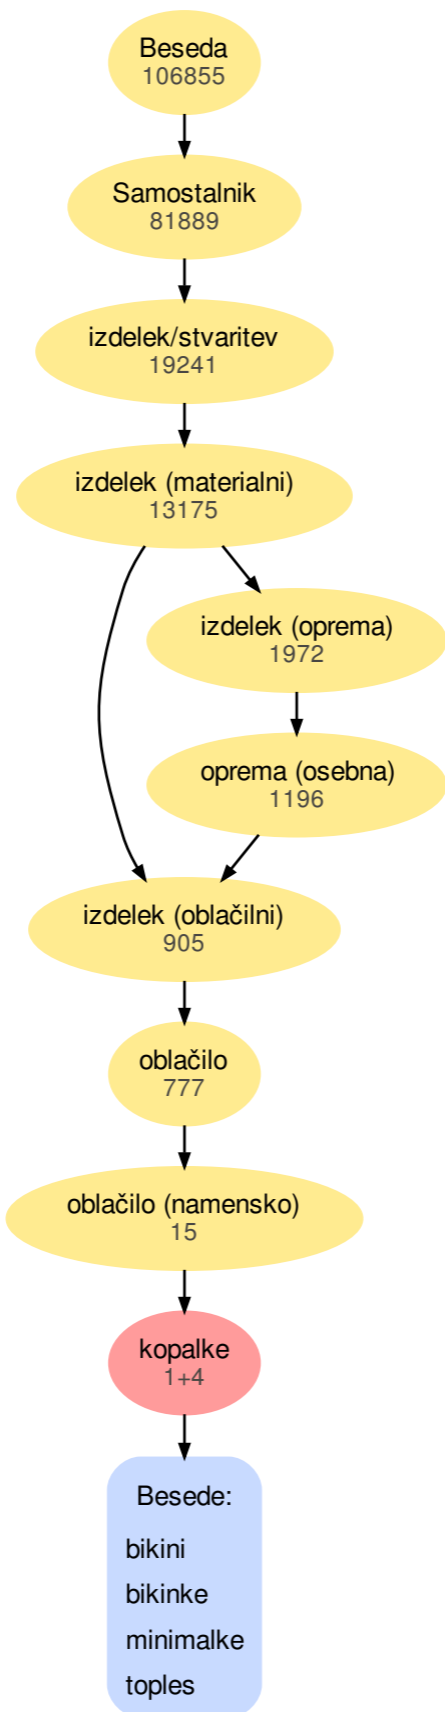 Beseda
106855
Samostalnik
81889
izdelek/stvaritev
19241
izdelek (materialni)
13175
izdelek (oprema)
1972
oprema (osebna)
1196
izdelek (oblačilni)
905
oblačilo
777
oblačilo (namensko)
15
kopalke
1+4
Besede:
bikini
bikinke
minimalke
toples